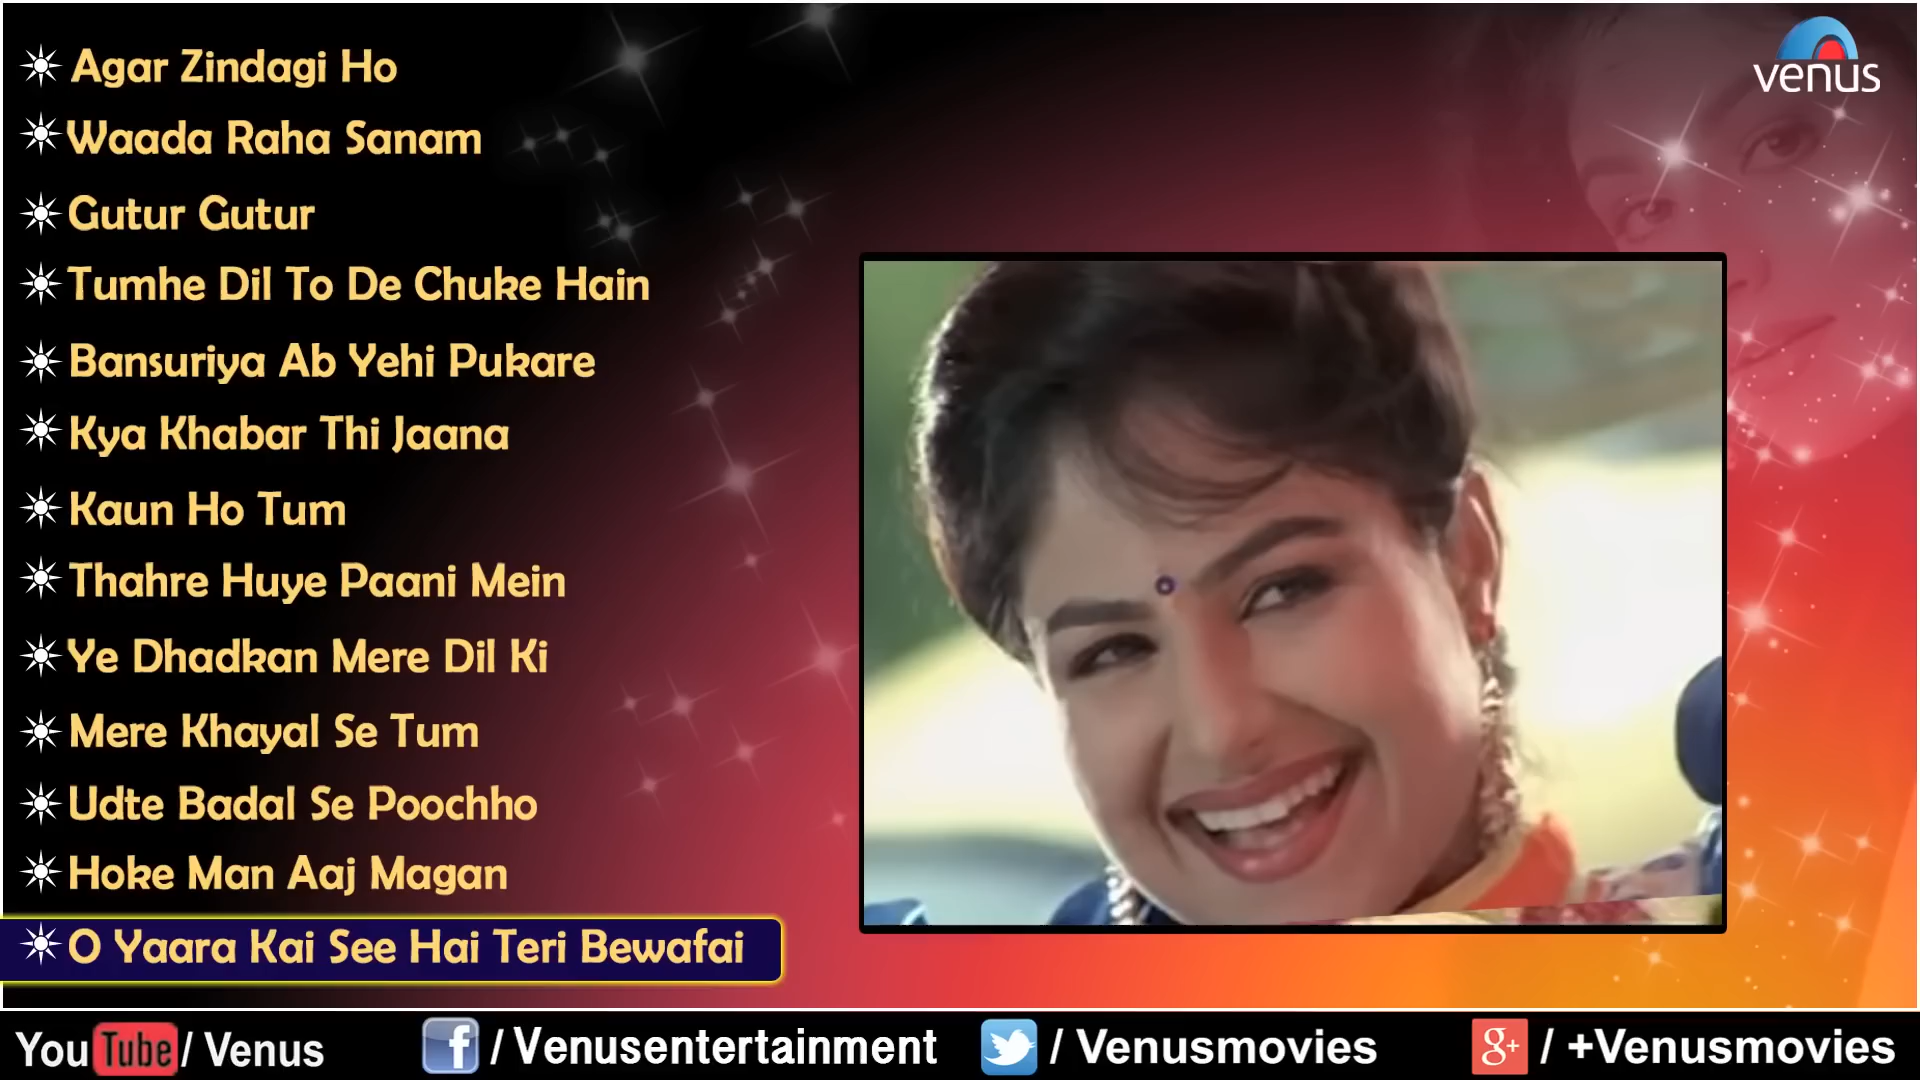 Agar Zindagi Ho
Waada Raha Sanam
Gutur Gutur
Tumhe Dil To De Chuke Hain
Bansuriya Ab Yehi Pukare
Kya Khabar Thi Jaana
Kaun Ho Tum
Thahre Huye Paani Mein
Ye Dhadkan Mere Dil Ki
Mere Khayal Se Tum
Udte Badal Se Poochho
Hoke Man Aaj Magan
O Yaara Kai See Hai Teri Bewafai
venus
YouTube / Venus
f / Venusentertainment
/ Venusmovies
g+ / +Venusmovies